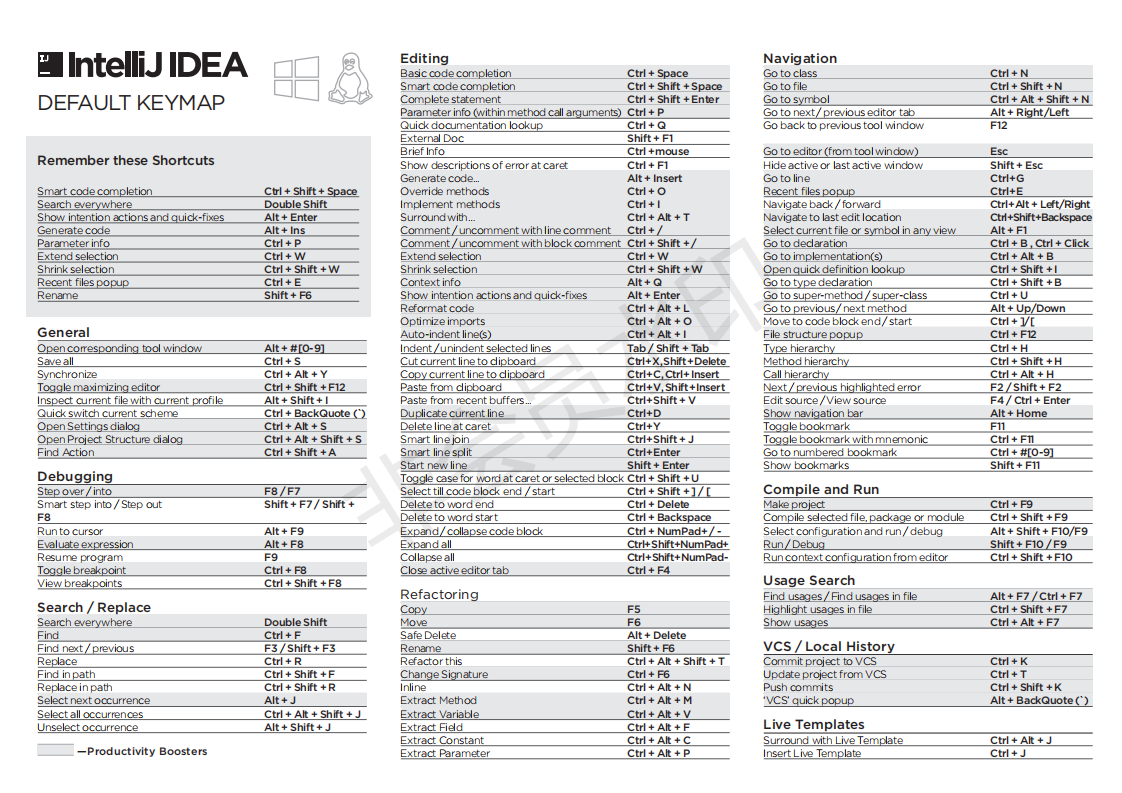 IntelliJ IDEA
DEFAULT KEYMAP
Remember these Shortcuts
Smart code completion Ctrl + Shift + Space
Search everywhere Double Shift
Show intention actions and quick-fixes Alt + Enter
Generate code Alt + Ins
Parameter info Ctrl + P
Extend selection Ctrl + W
Shrink selection Ctrl + Shift + W
Recent files popup Ctrl + E
Rename Shift + F6
General
Open corresponding tool window Alt + #[0-9]
Save all Ctrl + S
Synchronize Ctrl + Alt + Y
Toggle maximizing editor Ctrl + Shift + F12
Inspect current file with current profile Alt + Shift + I
Quick switch current scheme Ctrl + BackQuote (`)
Open Settings dialog Ctrl + Alt + S
Open Project Structure dialog Ctrl + Alt + Shift + S
Find Action Ctrl + Shift + A
Debugging
Step over / into F8 / F7
Smart step into / Step out Shift + F7 / Shift +
F8
Run to cursor Alt + F9
Evaluate expression Alt + F8
Resume program F9
Toggle breakpoint Ctrl + F8
View breakpoints Ctrl + Shift + F8
Search / Replace
Search everywhere Double Shift
Find Ctrl + F
Find next / previous F3 / Shift + F3
Replace Ctrl + R
Find in path Ctrl + Shift + F
Replace in path Ctrl + Shift + R
Select next occurrence Alt + J
Select all occurrences Ctrl + Alt + Shift + J
Unselect occurrence Alt + Shift + J
—Productivity Boosters
Editing
Basic code completion Ctrl + Space
Smart code completion Ctrl + Shift + Space
Complete statement Ctrl + Shift + Enter
Parameter info (within method call arguments) Ctrl + P
Quick documentation lookup Ctrl + Q
External Doc Shift + F1
Brief Info Ctrl +mouse
Show descriptions of error at caret Ctrl + F1
Generate code... Alt + Insert
Override methods Ctrl + O
Implement methods Ctrl + I
Surround with... Ctrl + Alt + T
Comment / uncomment with line comment Ctrl + /
Comment / uncomment with block comment Ctrl + Shift + /
Extend selection Ctrl + W
Shrink selection Ctrl + Shift + W
Context info Alt + Q
Show intention actions and quick-fixes Alt + Enter
Reformat code Ctrl + Alt + L
Optimize imports Ctrl + Alt + O
Auto-indent line(s) Ctrl + Alt + I
Indent / unindent selected lines Tab / Shift + Tab
Cut current line to clipboard Ctrl+X, Shift+Delete
Copy current line to clipboard Ctrl+C, Ctrl+Insert
Paste from clipboard Ctrl+V, Shift+Insert
Paste from recent buffers... Ctrl+Shift + V
Duplicate current line Ctrl+D
Delete line at caret Ctrl+Y
Smart line join Ctrl+Shift + J
Smart line split Ctrl+Enter
Start new line Shift + Enter
Toggle case for word at caret or selected block Ctrl + Shift + U
Select till code block end / start Ctrl + Shift + ] / [
Delete to word end Ctrl + Delete
Delete to word start Ctrl + Backspace
Expand / collapse code block Ctrl + NumPad+ / -
Expand all Ctrl+Shift+NumPad+
Collapse all Ctrl+Shift+NumPad-
Close active editor tab Ctrl + F4
Refactoring
Copy F5
Move F6
Safe Delete Alt + Delete
Rename Shift + F6
Refactor this Ctrl + Alt + Shift + T
Change Signature Ctrl + F6
Inline Ctrl + Alt + N
Extract Method Ctrl + Alt + M
Extract Variable Ctrl + Alt + V
Extract Field Ctrl + Alt + F
Extract Constant Ctrl + Alt + C
Extract Parameter Ctrl + Alt + P
Navigation
Go to class Ctrl + N
Go to file Ctrl + Shift + N
Go to symbol Ctrl + Alt + Shift + N
Go to next / previous editor tab Alt + Right/Left
Go back to previous tool window F12
Go to editor (from tool window) Esc
Hide active or last active window Shift + Esc
Go to line Ctrl+G
Recent files popup Ctrl+E
Navigate back / forward Ctrl+Alt + Left/Right
Navigate to last edit location Ctrl+Shift+Backspace
Select current file or symbol in any view Alt + F1
Go to declaration Ctrl + B , Ctrl + Click
Go to implementation(s) Ctrl + Alt + B
Open quick definition lookup Ctrl + Shift + I
Go to type declaration Ctrl + Shift + B
Go to super-method / super-class Ctrl + U
Go to previous / next method Alt + Up/Down
Move to code block end / start Ctrl + ]/[
File structure popup Ctrl + F12
Type hierarchy Ctrl + H
Method hierarchy Ctrl + Shift + H
Call hierarchy Ctrl + Alt + H
Next / previous highlighted error F2 / Shift + F2
Edit source / View source F4 / Ctrl + Enter
Show navigation bar Alt + Home
Toggle bookmark F11
Toggle bookmark with mnemonic Ctrl + F11
Go to numbered bookmark Ctrl + #[0-9]
Show bookmarks Shift + F11
Compile and Run
Make project Ctrl + F9
Compile selected file, package or module Ctrl + Shift + F9
Select configuration and run / debug Alt + Shift + F10/F9
Run / Debug Shift + F10 / F9
Run context configuration from editor Ctrl + Shift + F10
Usage Search
Find usages / Find usages in file Alt + F7 / Ctrl + F7
Highlight usages in file Ctrl + Shift + F7
Show usages Ctrl + Alt + F7
VCS / Local History
Commit project to VCS Ctrl + K
Update project from VCS Ctrl + T
Push commits Ctrl + Shift + K
'VCS' quick popup Alt + BackQuote (`)
Live Templates
Surround with Live Template Ctrl + Alt + J
Insert Live Template Ctrl + J
非会员水印